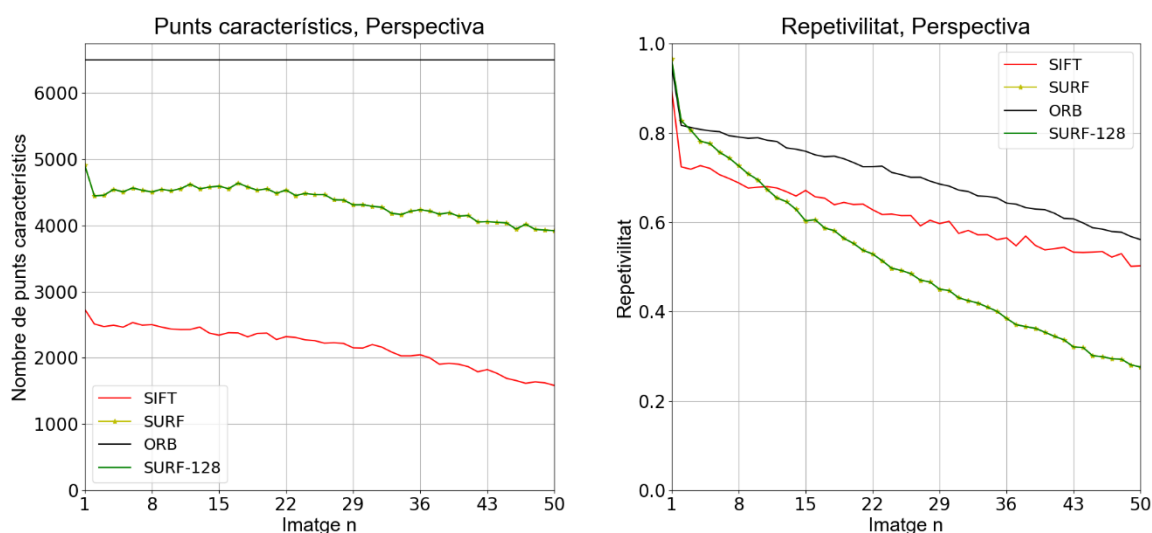 Punts característics, Perspectiva
Nombre de punts característics
6000
5000
4000
3000
2000
1000
0
SIFT
SURF
ORB
SURF-128
1 8 15 22 29 36 43 50
Imatge n
Repetivilitat, Perspectiva
Repetivilitat
1.0
0.8
0.6
0.4
0.2
0.0
SIFT
SURF
ORB
SURF-128
1 8 15 22 29 36 43 50
Imatge n